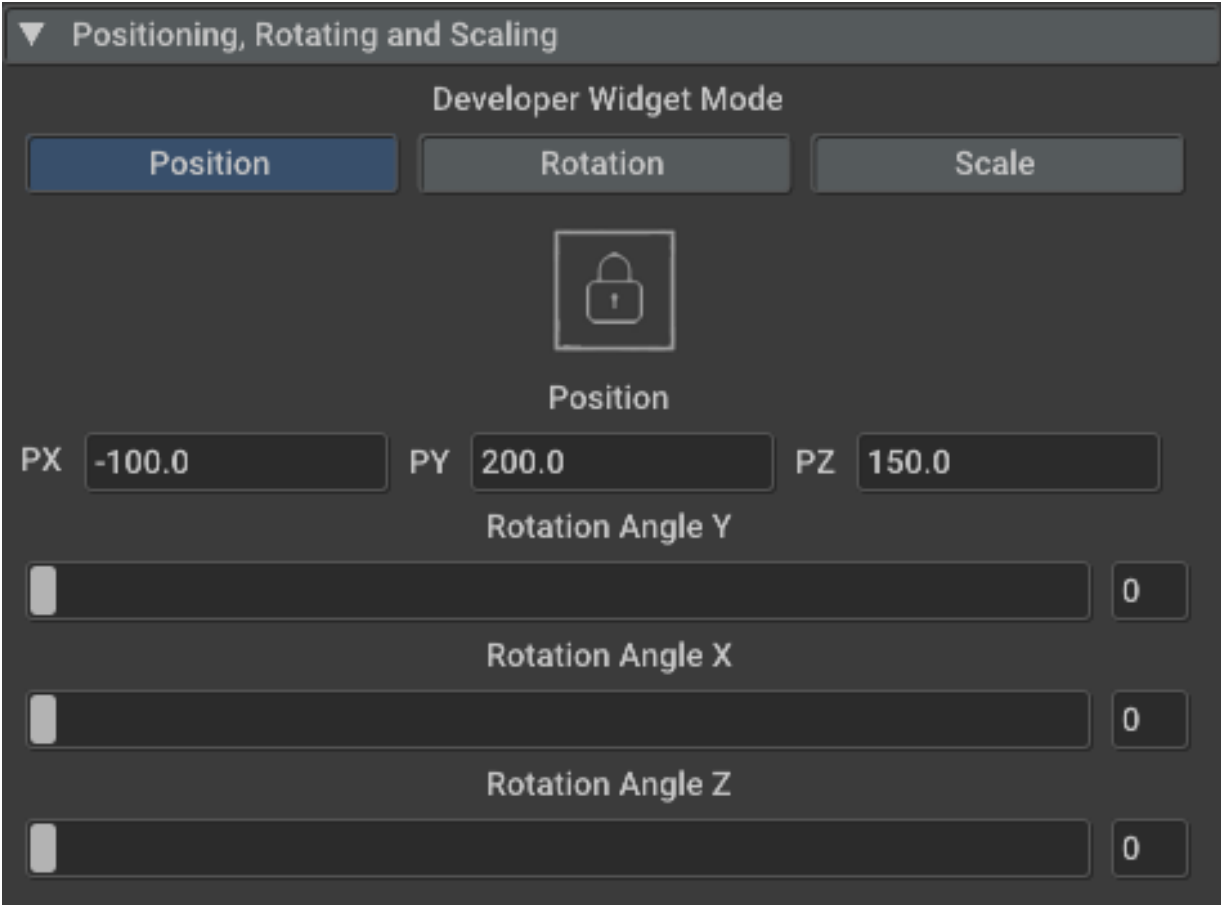 Positioning, Rotating and Scaling
Developer Widget Mode
Position Rotation Scale
Position
PX -100.0 PY 200.0 PZ 150.0
Rotation Angle Y
0
Rotation Angle X
0
Rotation Angle Z
0